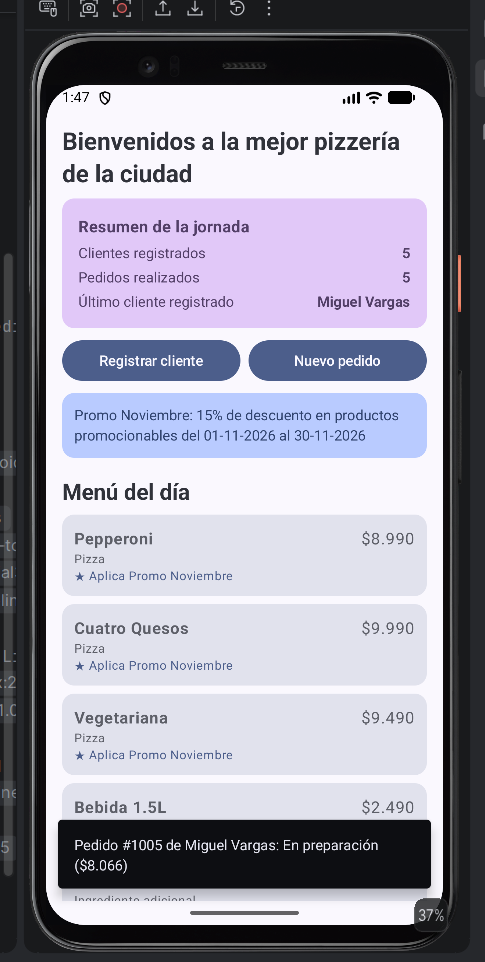 1:47
Bienvenidos a la mejor pizzería
de la ciudad
Resumen de la jornada
Clientes registrados 5
Pedidos realizados 5
Último cliente registrado Miguel Vargas
Registrar cliente Nuevo pedido
Promo Noviembre: 15% de descuento en productos
promocionables del 01-11-2026 al 30-11-2026
Menú del día
Pepperoni $8.990
Pizza
★ Aplica Promo Noviembre
Cuatro Quesos $9.990
Pizza
★ Aplica Promo Noviembre
Vegetariana $9.490
Pizza
★ Aplica Promo Noviembre
Bebida 1.5L $2.490
Pedido #1005 de Miguel Vargas: En preparación
($8.066)
Ingrediente adicional
37%